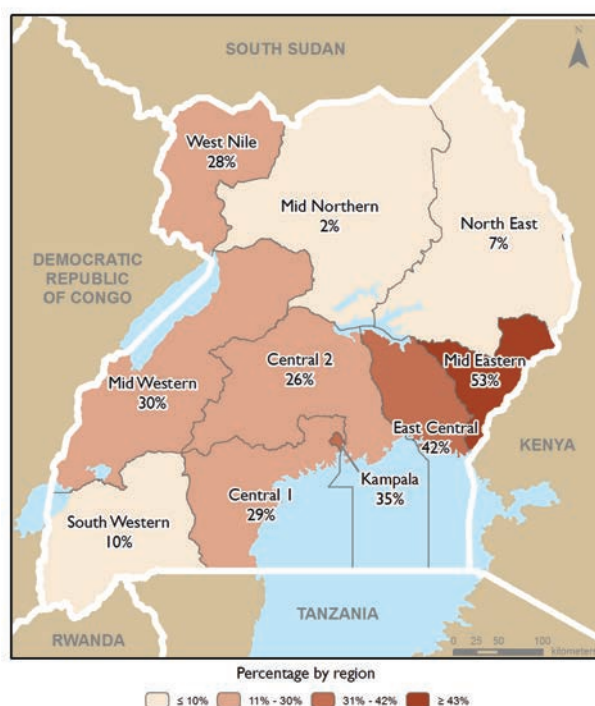 SOUTH SUDAN
N
West Nile
28%
Mid Northern
2%
North East
7%
DEMOCRATIC
REPUBLIC
OF CONGO
Mid Western
30%
Central 2
26%
Mid Eastern
53%
East Central
42%
KENYA
Kampala
35%
Central 1
29%
South Western
10%
TANZANIA
RWANDA
0 25 50 100
kilometers
Percentage by region
≤ 10% 11% - 30% 31% - 42% ≥ 43%